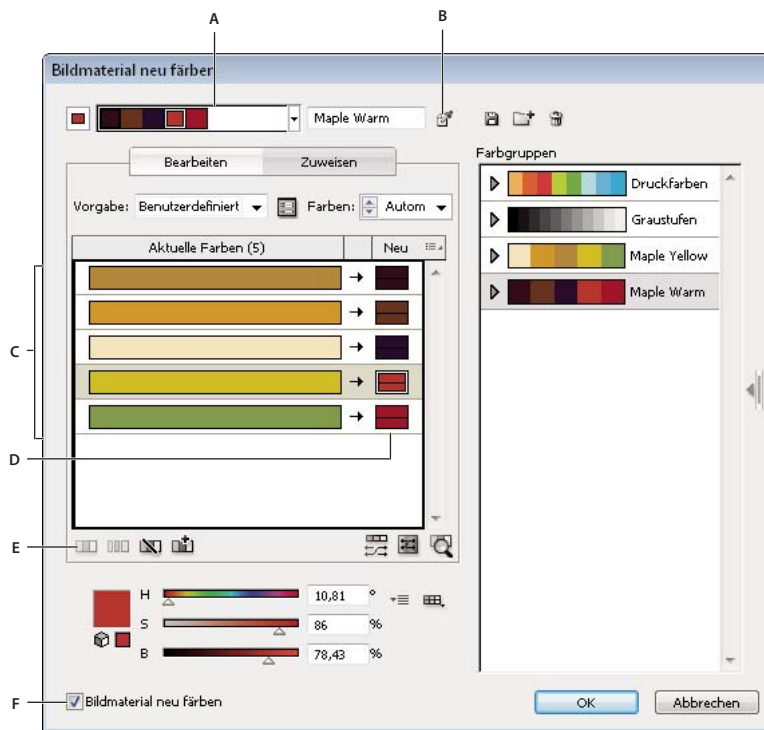 A
B
Bildmaterial neu färben
Maple Warm
Farbgruppen
Bearbeiten Zuweisen
Druckfarben
Vorgabe: Benutzerdefiniert Farben: Autom
Graustufen
Aktuelle Farben (5) Neu
Maple Yellow
Maple Warm
C
D
E
H 10,81 °
S 86 %
B 78,43 %
F
Bildmaterial neu färben
OK Abbrechen